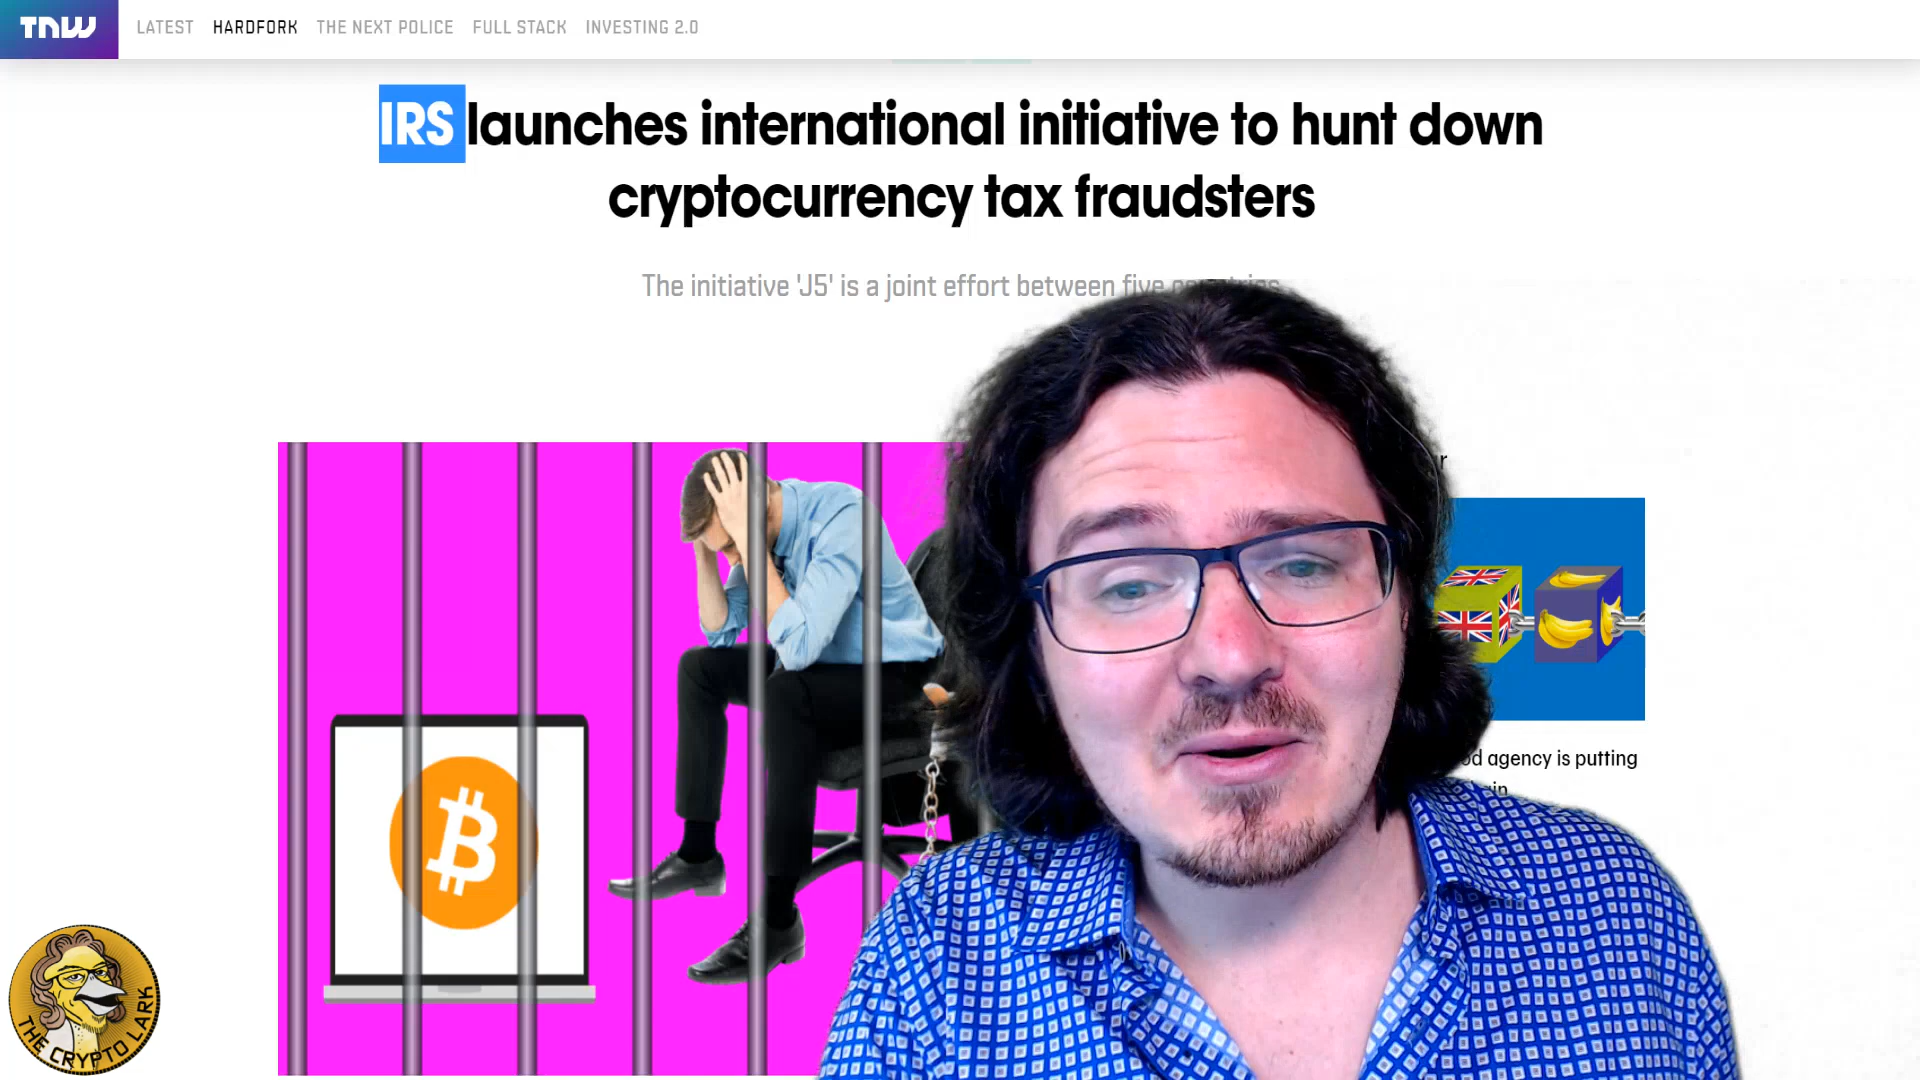 TNW LATEST HARDFORK THE NEXT POLICE FULL STACK INVESTING 2.0
IRS launches international initiative to hunt down
cryptocurrency tax fraudsters
The initiative 'J5' is a joint effort between five countries
agency is putting
THE CRYPTO LARK